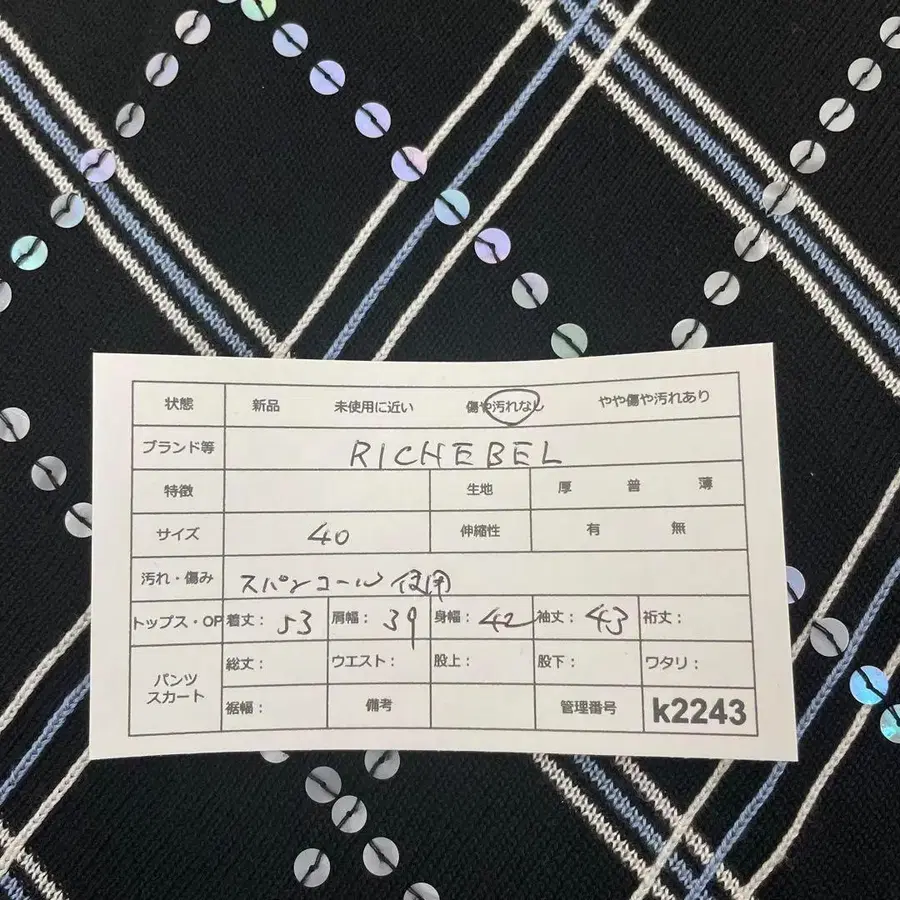 状態 新品 未使用に近い 傷や汚れなし やや傷や汚れあり
ブランド等 RICHEBEL
特徴 生地 厚 普 薄
サイズ 40 伸縮性 有 無
汚れ・傷み スパンコール使用
トップス・OP 着丈： 53 肩幅： 39 身幅： 42 袖丈： 43 裄丈：
パンツ スカート 総丈： ウエスト： 股上： 股下： ワタリ：
裾幅： 備考 管理番号 k2243